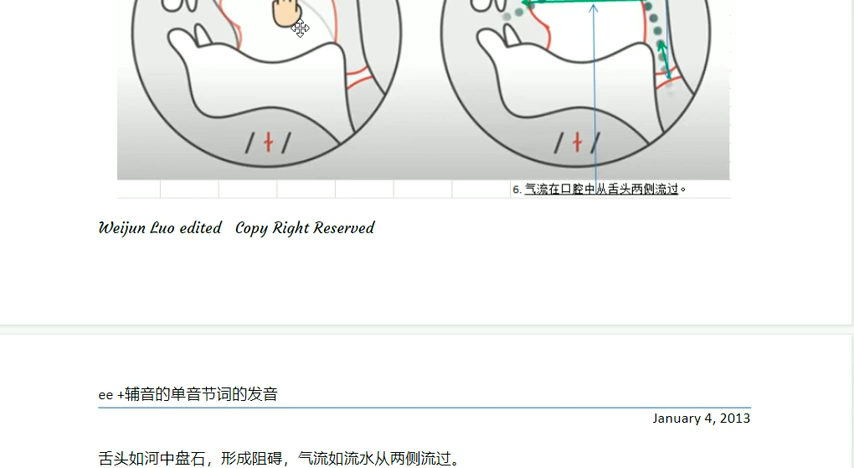 /ɫ/ /ɫ/
6. 气流在口腔中从舌头两侧流过。
Weijun Luo edited Copy Right Reserved
ee +辅音的单音节词的发音
January 4, 2013
舌头如河中盘石，形成阻碍，气流如流水从两侧流过。